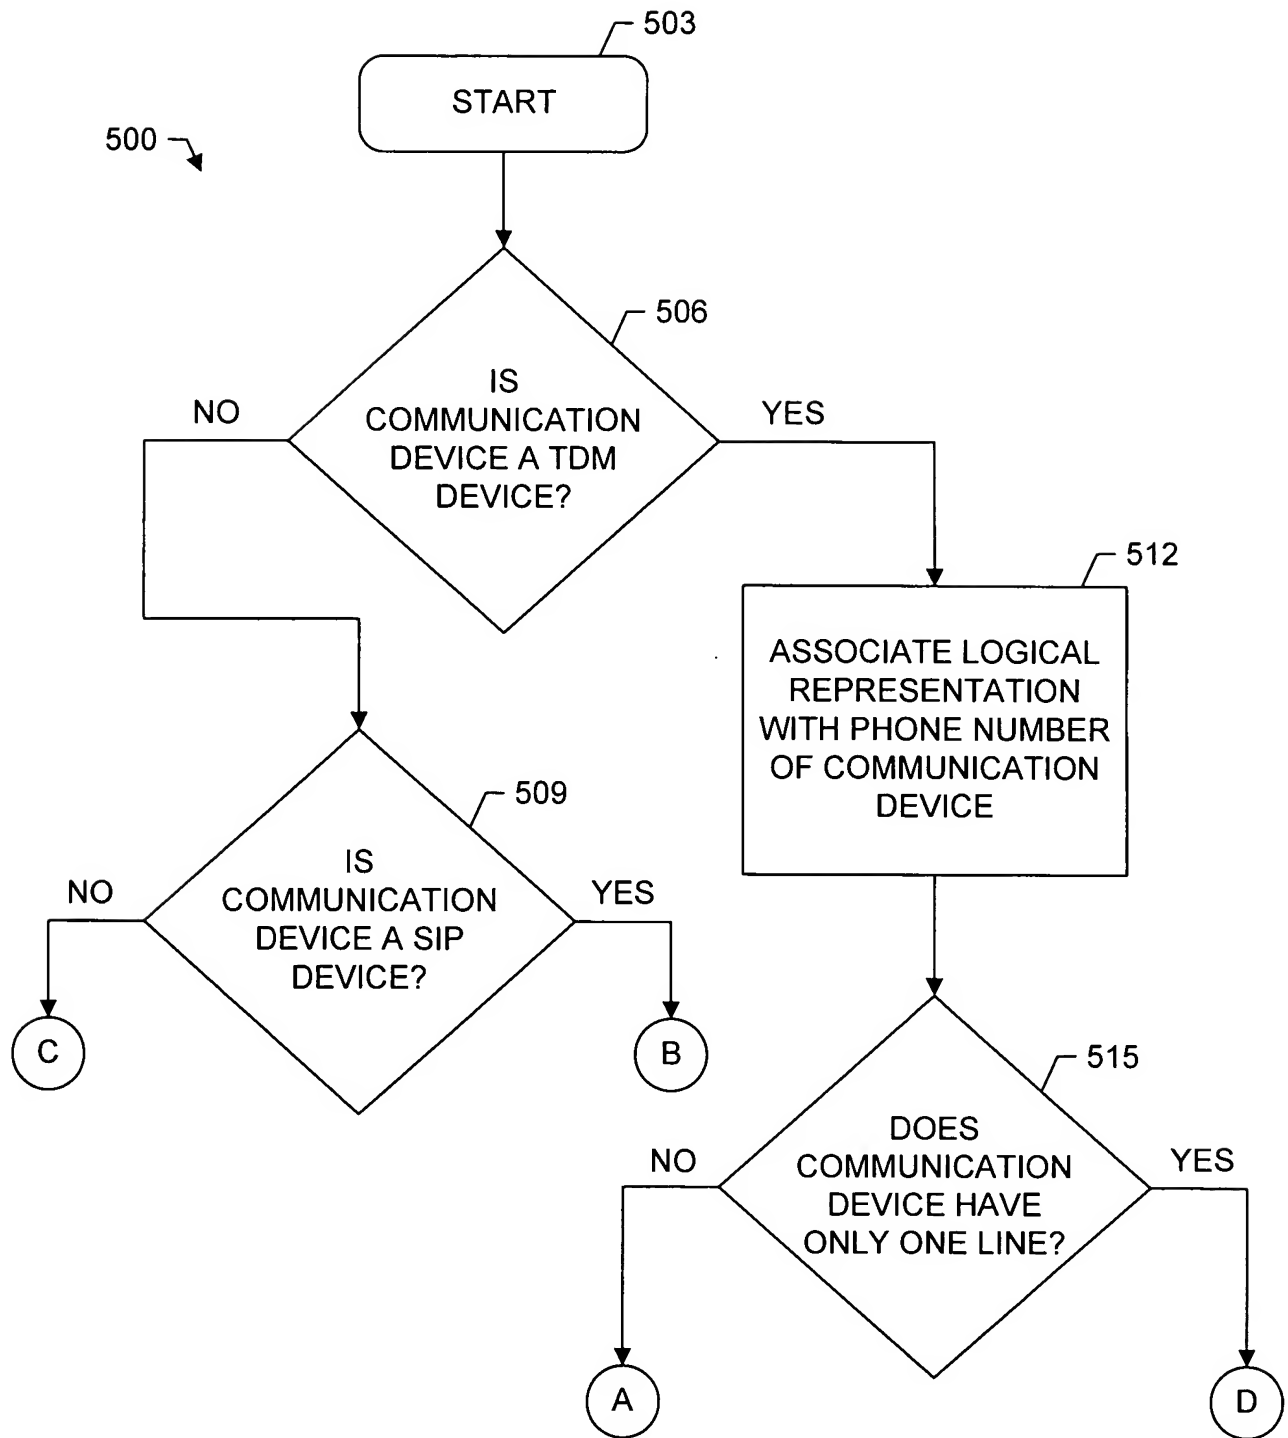 503
START
500
506
IS
COMMUNICATION
DEVICE A TDM
DEVICE?
NO
YES
512
ASSOCIATE LOGICAL
REPRESENTATION
WITH PHONE NUMBER
OF COMMUNICATION
DEVICE
509
IS
COMMUNICATION
DEVICE A SIP
DEVICE?
NO
YES
C
B
515
DOES
COMMUNICATION
DEVICE HAVE
ONLY ONE LINE?
NO
YES
A
D